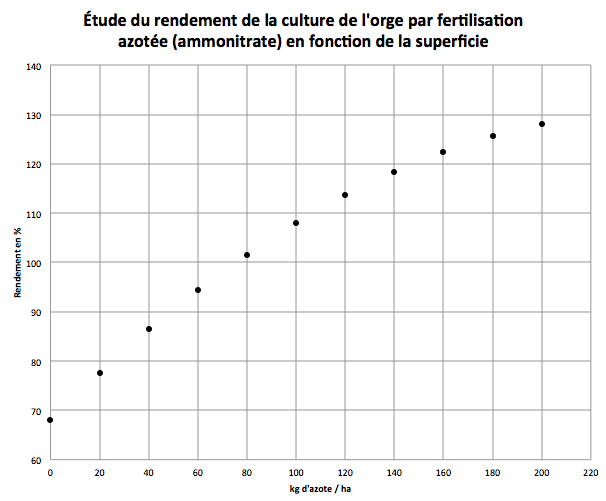 Étude du rendement de la culture de l'orge par fertilisation
azotée (ammonitrate) en fonction de la superficie
140
130
120
110
100
90
80
70
60
Rendement en %
0 20 40 60 80 100 120 140 160 180 200 220
kg d'azote / ha